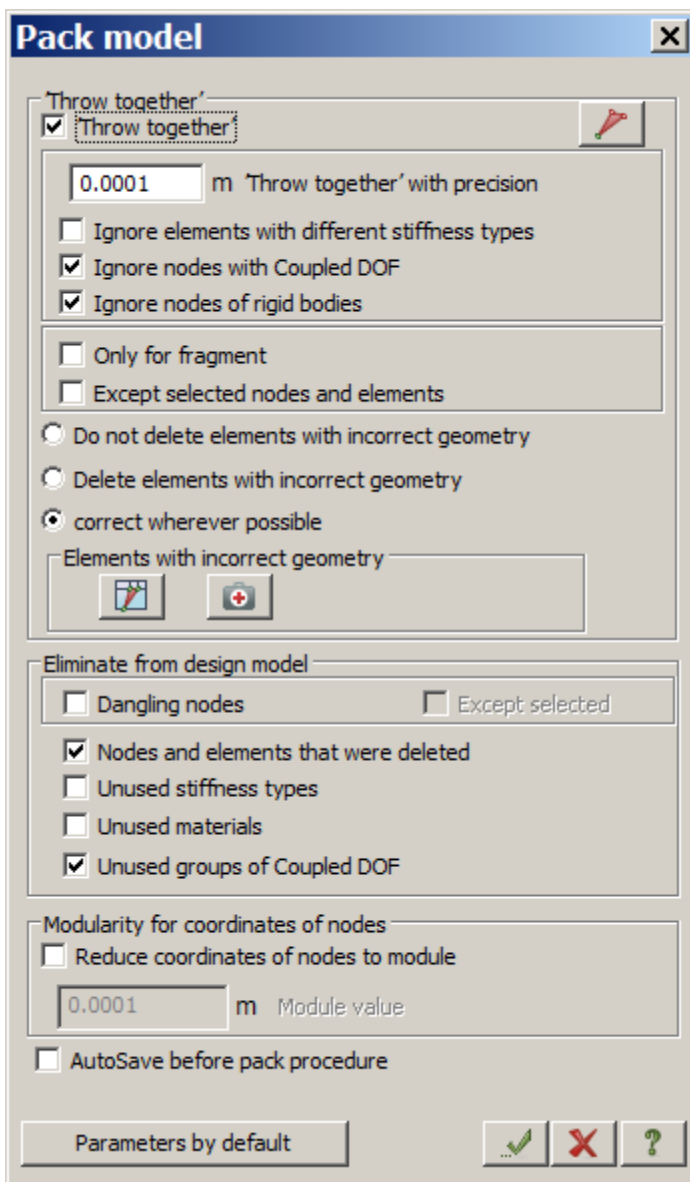 Pack model
'Throw together'
'Throw together'
0.0001 m 'Throw together' with precision
Ignore elements with different stiffness types
Ignore nodes with Coupled DOF
Ignore nodes of rigid bodies
Only for fragment
Except selected nodes and elements
Do not delete elements with incorrect geometry
Delete elements with incorrect geometry
correct wherever possible
Elements with incorrect geometry
Eliminate from design model
Dangling nodes Except selected
Nodes and elements that were deleted
Unused stiffness types
Unused materials
Unused groups of Coupled DOF
Modularity for coordinates of nodes
Reduce coordinates of nodes to module
0.0001 m Module value
AutoSave before pack procedure
Parameters by default ... ?